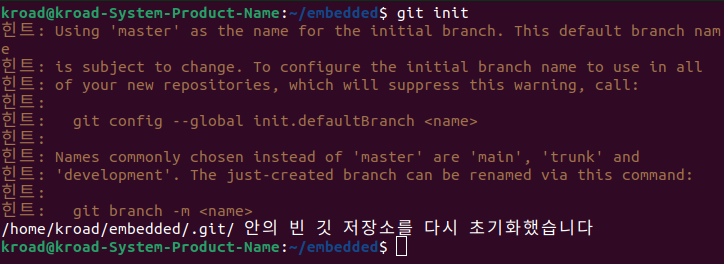 kroad@kroad-System-Product-Name:~/embedded$ git init
힌트: Using 'master' as the name for the initial branch. This default branch nam
e
힌트: is subject to change. To configure the initial branch name to use in all
힌트: of your new repositories, which will suppress this warning, call:
힌트:
힌트:   git config --global init.defaultBranch <name>
힌트:
힌트: Names commonly chosen instead of 'master' are 'main', 'trunk' and
힌트: 'development'. The just-created branch can be renamed via this command:
힌트:
힌트:   git branch -m <name>
/home/kroad/embedded/.git/ 안의 빈 깃 저장소를 다시 초기화했습니다
kroad@kroad-System-Product-Name:~/embedded$